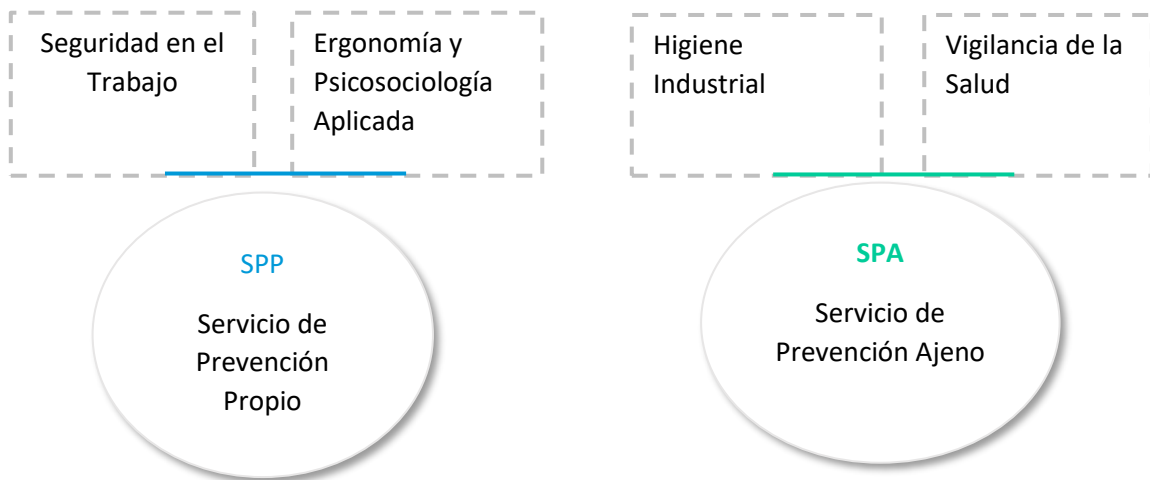 Seguridad en el
Trabajo
Ergonomía y
Psicosociología
Aplicada
Higiene
Industrial
Vigilancia de la
Salud
SPP
Servicio de
Prevención
Propio
SPA
Servicio de
Prevención Ajeno